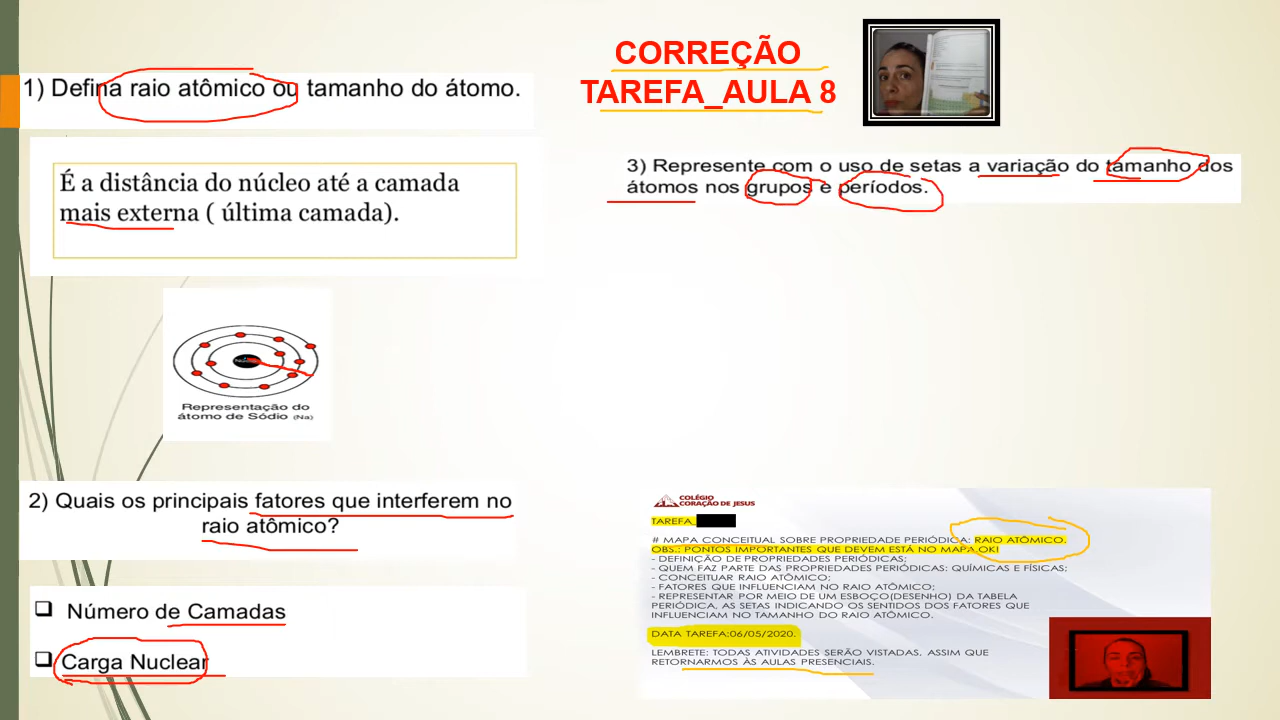 CORREÇÃO
TAREFA_AULA 8
1) Defina raio atômico ou tamanho do átomo.
É a distância do núcleo até a camada
mais externa ( última camada).
Representação do
átomo de Sódio (Na)
2) Quais os principais fatores que interferem no
raio atômico?
Número de Camadas
Carga Nuclear
3) Represente com o uso de setas a variação do tamanho dos
átomos nos grupos e períodos.
COLÉGIO
CORAÇÃO DE JESUS
TAREFA_
# MAPA CONCEITUAL SOBRE PROPRIEDADE PERIÓDICA: RAIO ATÔMICO.
OBS.: PONTOS IMPORTANTES QUE DEVEM ESTÁ NO MAPA.OK!
- DEFINIÇÃO DE PROPRIEDADES PERIÓDICAS;
- QUEM FAZ PARTE DAS PROPRIEDADES PERIÓDICAS: QUÍMICAS E FÍSICAS;
- CONCEITUAR RAIO ATÔMICO;
- FATORES QUE INFLUENCIAM NO RAIO ATÔMICO;
- REPRESENTAR POR MEIO DE UM ESBOÇO(DESENHO) DA TABELA
PERIÓDICA, AS SETAS INDICANDO OS SENTIDOS DOS FATORES QUE
INFLUENCIAM NO TAMANHO DO RAIO ATÔMICO.
DATA TAREFA:06/05/2020.
LEMBRETE: TODAS ATIVIDADES SERÃO VISTADAS, ASSIM QUE
RETORNARMOS ÀS AULAS PRESENCIAIS.